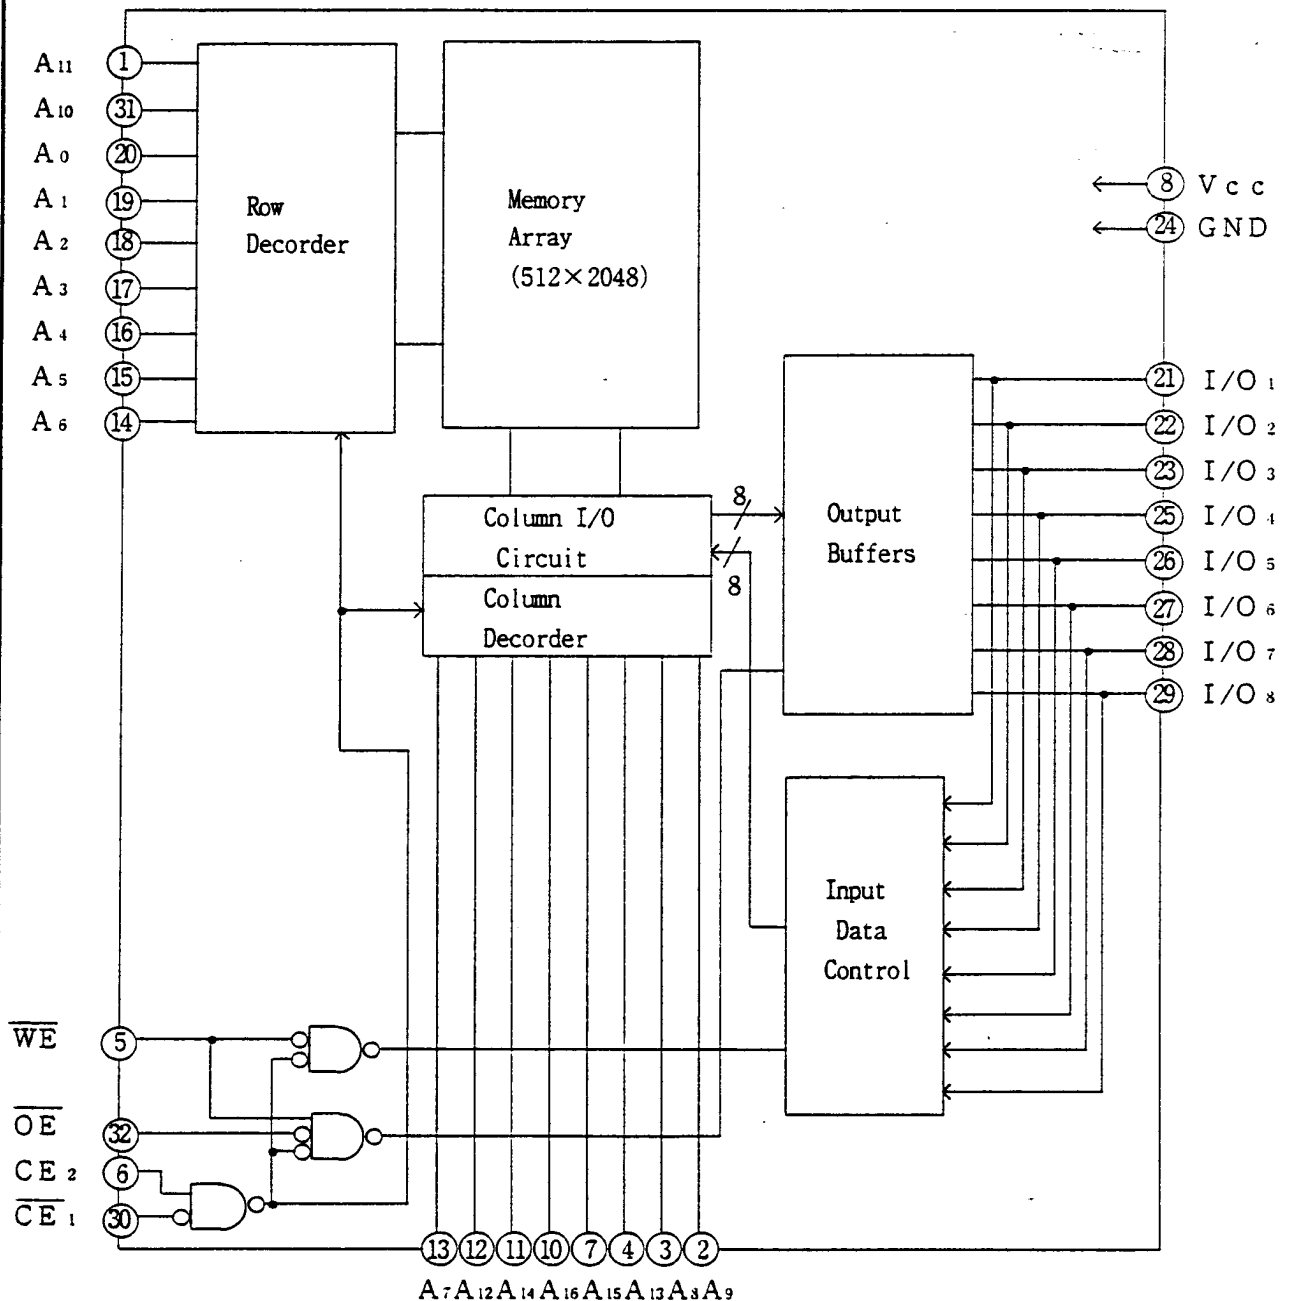 A11 1
A10 31
A0 20
A1 19
A2 18
A3 17
A4 16
A5 15
A6 14
Row
Decorder
Memory
Array
(512×2048)
8 Vcc
24 GND
21 I/O1
22 I/O2
23 I/O3
25 I/O4
26 I/O5
27 I/O6
28 I/O7
29 I/O8
Column I/O
Circuit
Column
Decorder
8
8
Output
Buffers
Input
Data
Control
W̅E̅ 5
O̅E̅ 32
CE2 6
C̅E̅1 30
13 12 11 10 7 4 3 2
A7 A12 A14 A16 A15 A13 A8 A9